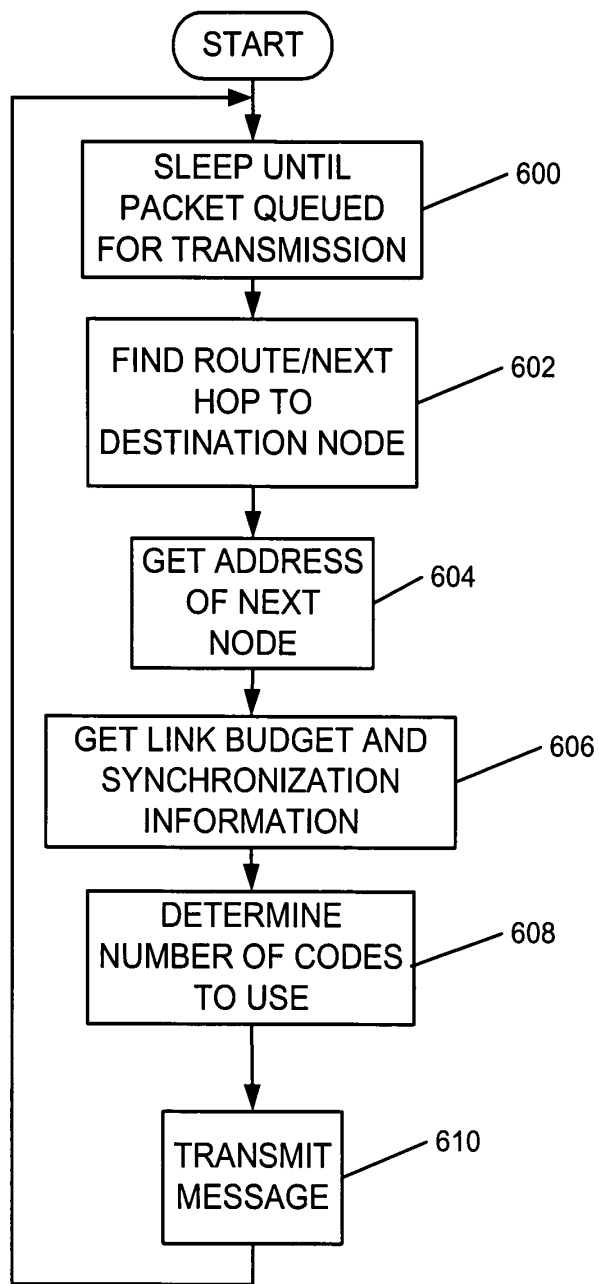 START
SLEEP UNTIL
PACKET QUEUED
FOR TRANSMISSION
600
FIND ROUTE/NEXT
HOP TO
DESTINATION NODE
602
GET ADDRESS
OF NEXT
NODE
604
GET LINK BUDGET AND
SYNCHRONIZATION
INFORMATION
606
DETERMINE
NUMBER OF CODES
TO USE
608
TRANSMIT
MESSAGE
610